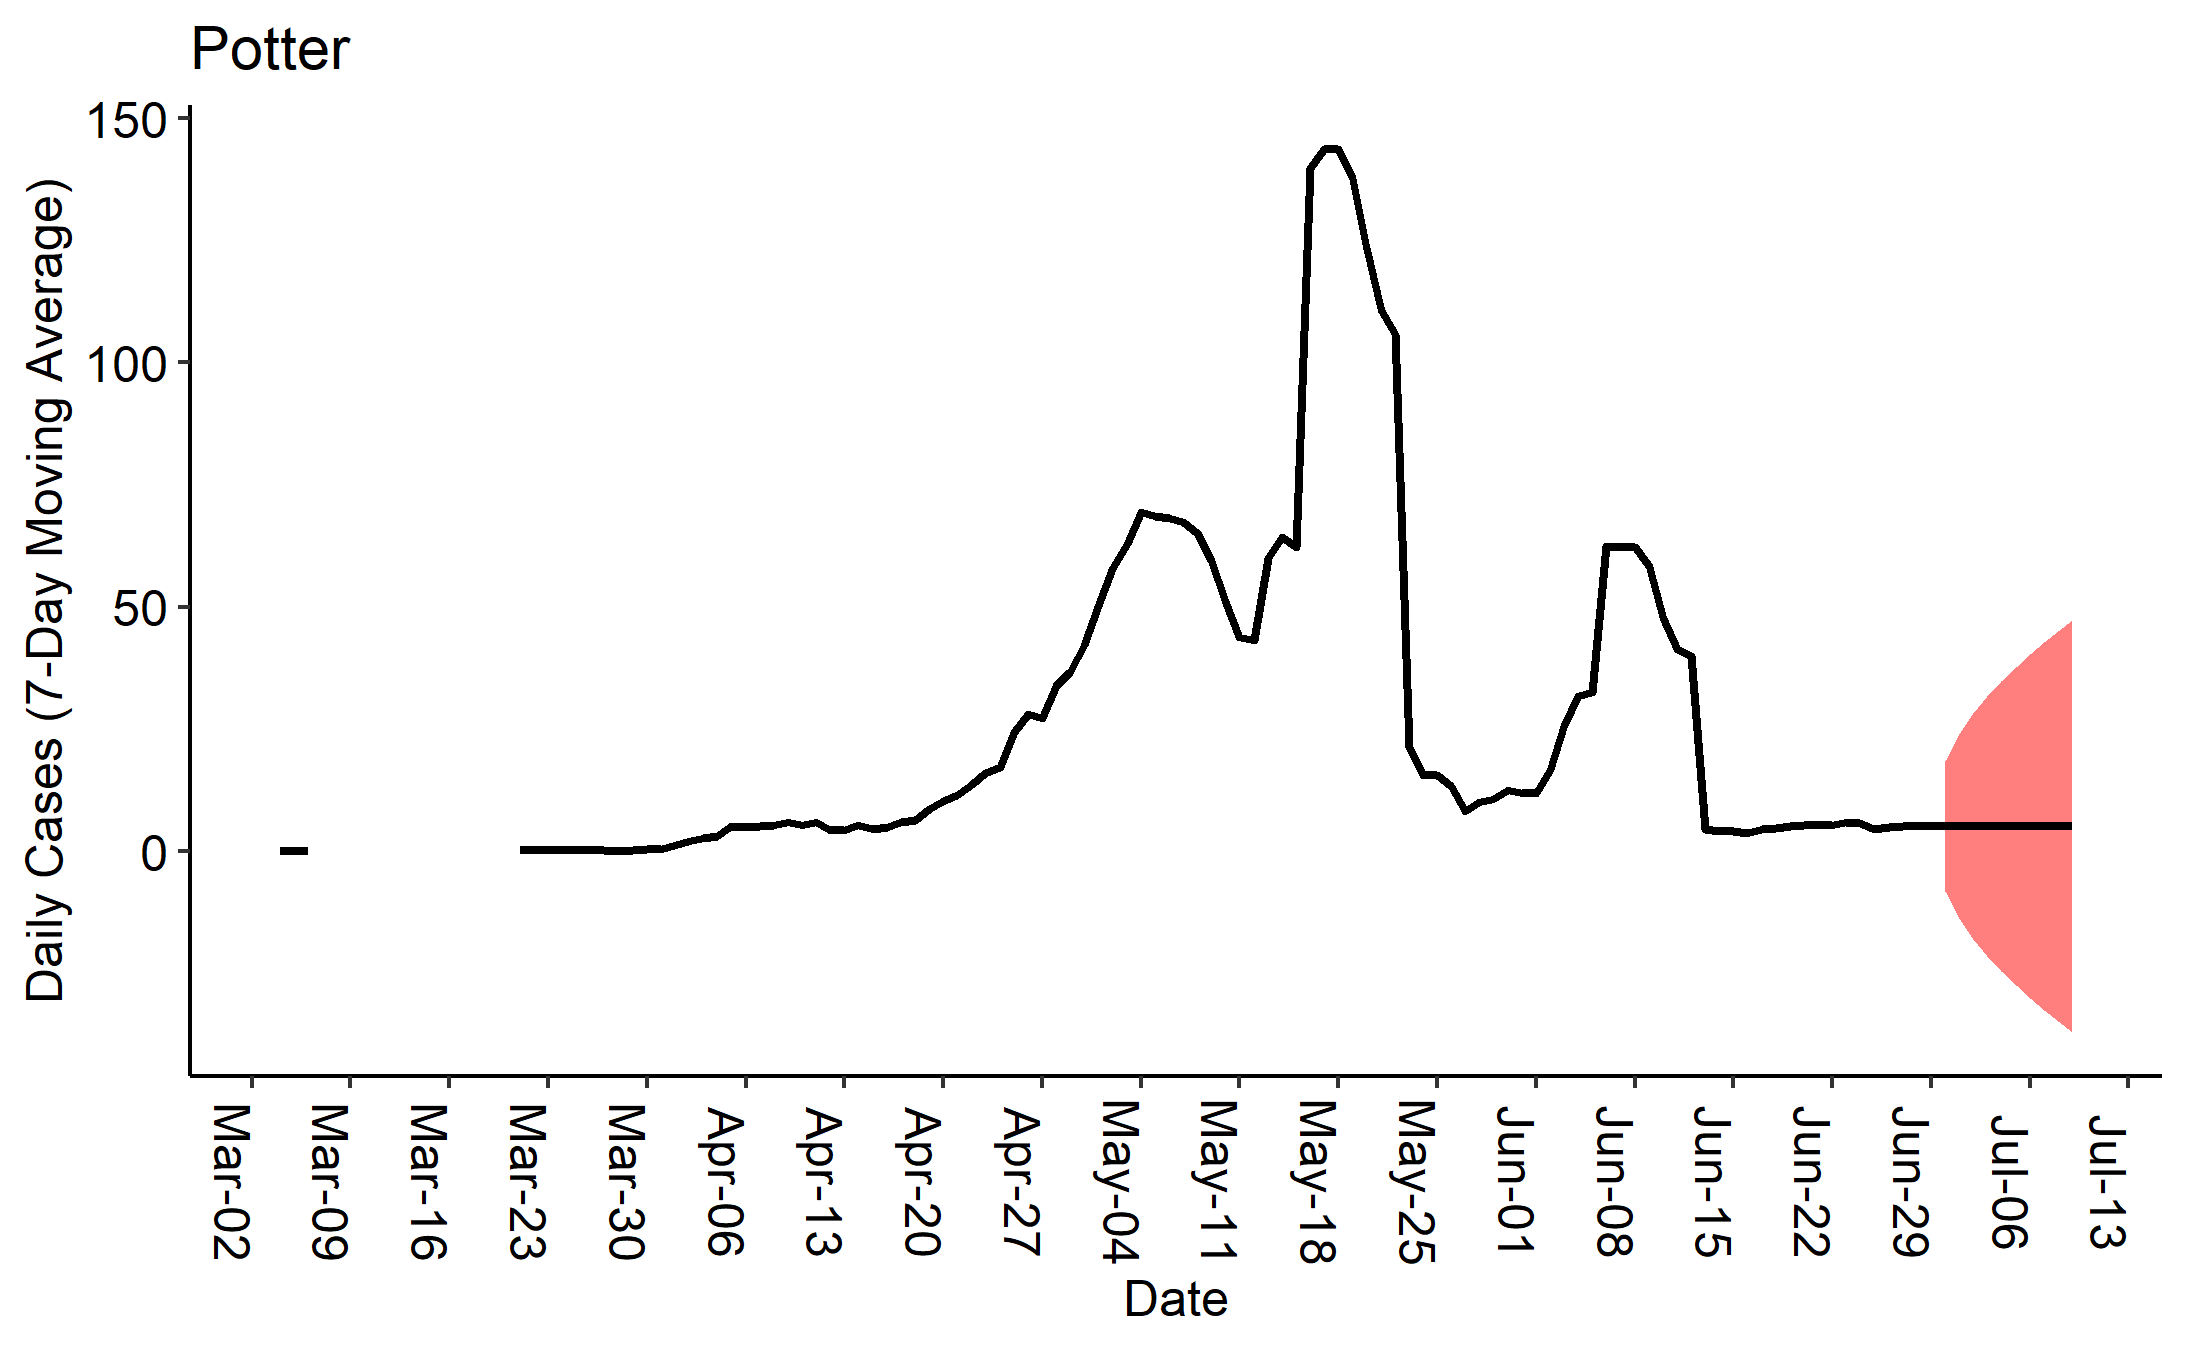 Potter
Daily Cases (7-Day Moving Average)
150
100
50
0
Mar-02
Mar-09
Mar-16
Mar-23
Mar-30
Apr-06
Apr-13
Apr-20
Apr-27
May-04
May-11
May-18
May-25
Jun-01
Jun-08
Jun-15
Jun-22
Jun-29
Jul-06
Jul-13
Date